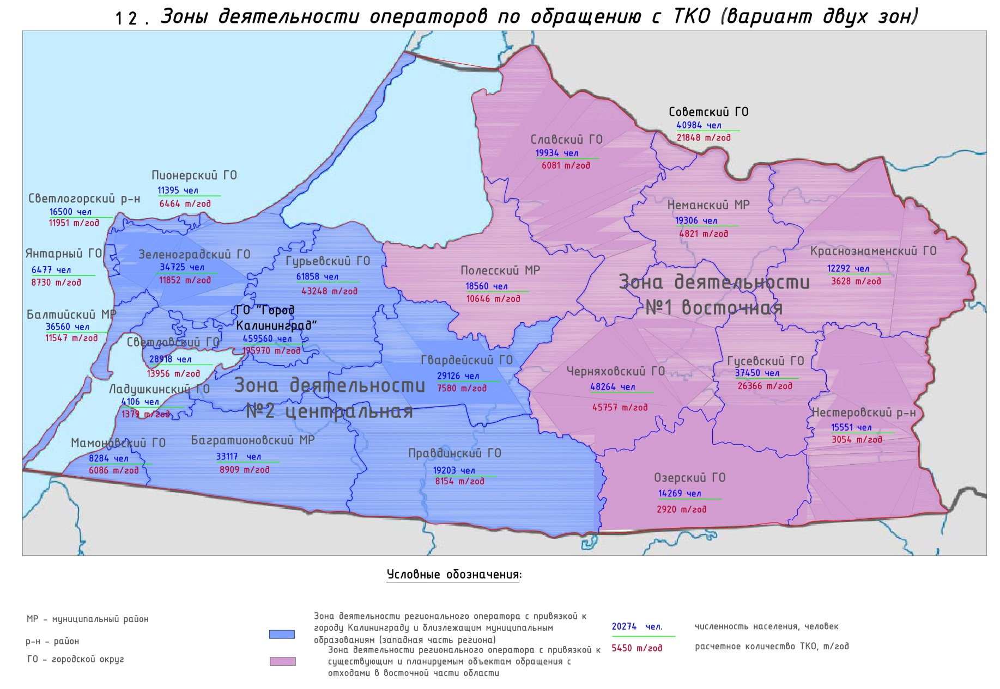 12. Зоны деятельности операторов по обращению с ТКО (вариант двух зон)
Советский ГО
40984 чел
21848 т/год
Славский ГО
19934 чел
6081 т/год
Пионерский ГО
11395 чел
6464 т/год
Светлогорский р-н
16500 чел
11951 т/год
Неманский МР
19306 чел
4821 т/год
Янтарный ГО
6477 чел
8730 т/год
Зеленоградский ГО
34725 чел
11852 т/год
Гурьевский ГО
61858 чел
43248 т/год
Полесский МР
18560 чел
10646 т/год
Краснознаменский ГО
12292 чел
3628 т/год
Зона деятельности
№1 восточная
Балтийский МР
36560 чел
11547 т/год
ГО "Город
Калининград"
459560 чел
195970 т/год
Светловский ГО
28918 чел
13956 т/год
Гвардейский ГО
29126 чел
7580 т/год
Черняховский ГО
48264 чел
45757 т/год
Гусевский ГО
37450 чел
26366 т/год
Ладушкинский ГО
4106 чел
1379 т/год
Зона деятельности
№2 центральная
Нестеровский р-н
15551 чел
3054 т/год
Мамоновский ГО
8284 чел
6086 т/год
Багратионовский МР
33117 чел
8909 т/год
Правдинский ГО
19203 чел
8154 т/год
Озерский ГО
14269 чел
2920 т/год
Условные обозначения:
МР - муниципальный район
р-н - район
ГО - городской округ
Зона деятельности регионального оператора с привязкой к
городу Калининграду и близлежащим муниципальным
образованиям (западная часть региона)
Зона деятельности регионального оператора с привязкой к
существующим и планируемым объектам обращения с
отходами в восточной части области
20274 чел.
численность населения, человек
5450 т/год
расчетное количество ТКО, т/год